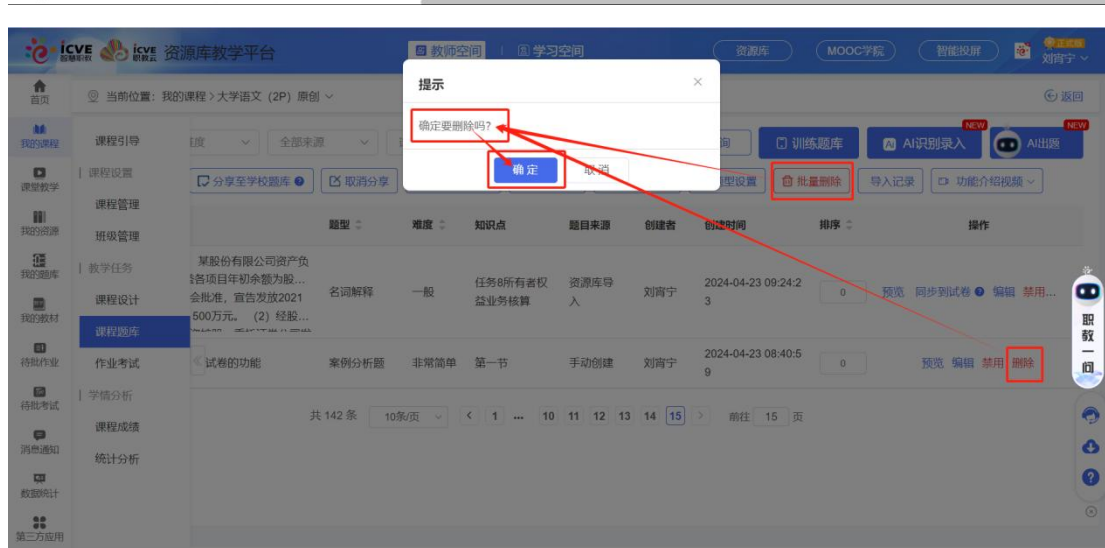 icve 智慧职教 icve 职教云 资源库教学平台 教师空间 学习空间 资源库 MOOC学院 智能投屏 正式版 刘宵宁
首页
当前位置：我的课程 > 大学语文（2P）原创
返回
提示
确定要删除吗?
确定
取消
我的课程
课堂教学
我的资源
我的题库
我的教材
待批作业
待批考试
消息通知
数据统计
第三方应用
课程引导
课程设置
课程管理
班级管理
教学任务
课程设计
课程题库
作业考试
学情分析
课程成绩
统计分析
全部来源
训练题库
AI识别录入
NEW
AI出题
NEW
分享至学校题库
取消分享
型设置
批量删除
导入记录
功能介绍视频
题型 难度 知识点 题目来源 创建者 创建时间 排序 操作
某股份有限公司资产负
各项目年初余额为股...
会批准，宣告发放2021
500万元。（2）经股...
名词解释 一般 任务8所有者权益业务核算 资源库导入 刘宵宁 2024-04-23 09:24:23 0 预览 同步到试卷 编辑 禁用...
试卷的功能 案例分析题 非常简单 第一节 手动创建 刘宵宁 2024-04-23 08:40:59 0 预览 编辑 禁用 删除
共 142 条 10条/页 < 1 ... 10 11 12 13 14 15 > 前往 15 页
职教一问